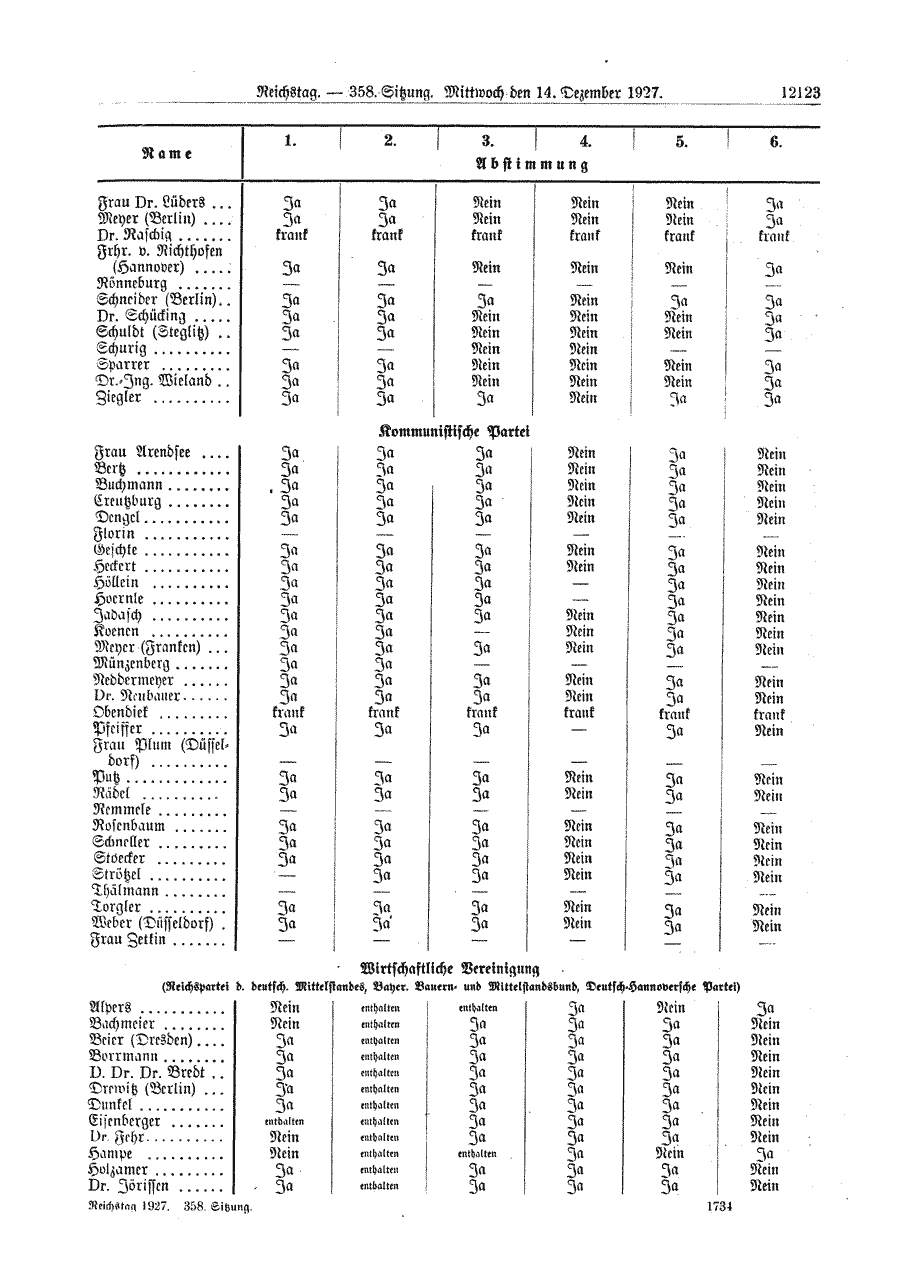 Reichstag. — 358. Sitzung. Mittwoch den 14. Dezember 1927. 12123
Name 1. 2. 3. 4. 5. 6.
Abstimmung
Frau Dr. Lüders ... Ja Ja Nein Nein Nein Ja
Meyer (Berlin) .... Ja Ja Nein Nein Nein Ja
Dr. Raschig ....... krank krank krank krank krank krank
Frhr. v. Richthofen
(Hannover) ..... Ja Ja Nein Nein Nein Ja
Rönneburg ....... — — — — — —
Schneider (Berlin).. Ja Ja Ja Nein Ja Ja
Dr. Schücking ..... Ja Ja Nein Nein Nein Ja
Schuldt (Steglitz) .. Ja Ja Nein Nein Nein Ja
Schurig .......... — — Nein Nein — —
Sparrer ......... Ja Ja Nein Nein Nein Ja
Dr.-Ing. Wieland .. Ja Ja Nein Nein Nein Ja
Ziegler .......... Ja Ja Ja Nein Ja Ja
Kommunistische Partei
Frau Arendsee .... Ja Ja Ja Nein Ja Nein
Bertz ............ Ja Ja Ja Nein Ja Nein
Buchmann ........ Ja Ja Ja Nein Ja Nein
Creutzburg ........ Ja Ja Ja Nein Ja Nein
Dengel........... Ja Ja Ja Nein Ja Nein
Florin ........... — — — — — —
Geschke ........... Ja Ja Ja Nein Ja Nein
Heckert ........... Ja Ja Ja Nein Ja Nein
Höllein .......... Ja Ja Ja — Ja Nein
Hoernle .......... Ja Ja Ja — Ja Nein
Jadasch .......... Ja Ja Ja Nein Ja Nein
Koenen .......... Ja Ja — Nein Ja Nein
Meyer (Franken) ... Ja Ja Ja Nein Ja Nein
Münzenberg ....... Ja Ja — — — —
Neddermeyer ...... Ja Ja Ja Nein Ja Nein
Dr. Neubauer...... Ja Ja Ja Nein Ja Nein
Obendiek ......... krank krank krank krank krank krank
Pfeiffer .......... Ja Ja Ja — Ja Nein
Frau Plum (Düssel-
dorf) .......... — — — — — —
Putz ............. Ja Ja Ja Nein Ja Nein
Rädel .......... Ja Ja Ja Nein Ja Nein
Remmele ......... — — — — — —
Rosenbaum ....... Ja Ja Ja Nein Ja Nein
Schneller ......... Ja Ja Ja Nein Ja Nein
Stoecker ......... Ja Ja Ja Nein Ja Nein
Strötzel .......... — Ja Ja Nein Ja Nein
Thälmann ........ — — — — — —
Torgler .......... Ja Ja Ja Nein Ja Nein
Weber (Düsseldorf) . Ja Ja Ja Nein Ja Nein
Frau Zetkin ....... — — — — — —
Wirtschaftliche Vereinigung
(Reichspartei d. deutsch. Mittelstandes, Bayer. Bauern- und Mittelstandsbund, Deutsch-Hannoversche Partei)
Alpers ........... Nein enthalten enthalten Ja Nein Ja
Bachmeier ........ Nein enthalten Ja Ja Ja Nein
Beier (Dresden).... Ja enthalten Ja Ja Ja Nein
Borrmann ........ Ja enthalten Ja Ja Ja Nein
D. Dr. Dr. Bredt .. Ja enthalten Ja Ja Ja Nein
Drewitz (Berlin) ... Ja enthalten Ja Ja Ja Nein
Dunkel ........... Ja enthalten Ja Ja Ja Nein
Eisenberger ....... enthalten enthalten Ja Ja Ja Nein
Dr. Fehr.......... Nein enthalten Ja Ja Ja Nein
Hampe .......... Nein enthalten enthalten Ja Nein Ja
Holzamer ......... Ja enthalten Ja Ja Ja Nein
Dr. Jörissen ...... Ja enthalten Ja Ja Ja Nein
Reichstag 1927. 358. Sitzung. 1734